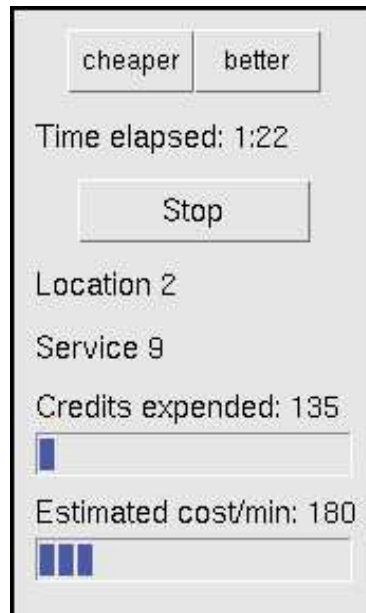 cheaper better
Time elapsed: 1:22
Stop
Location 2
Service 9
Credits expended: 135
Estimated cost/min: 180